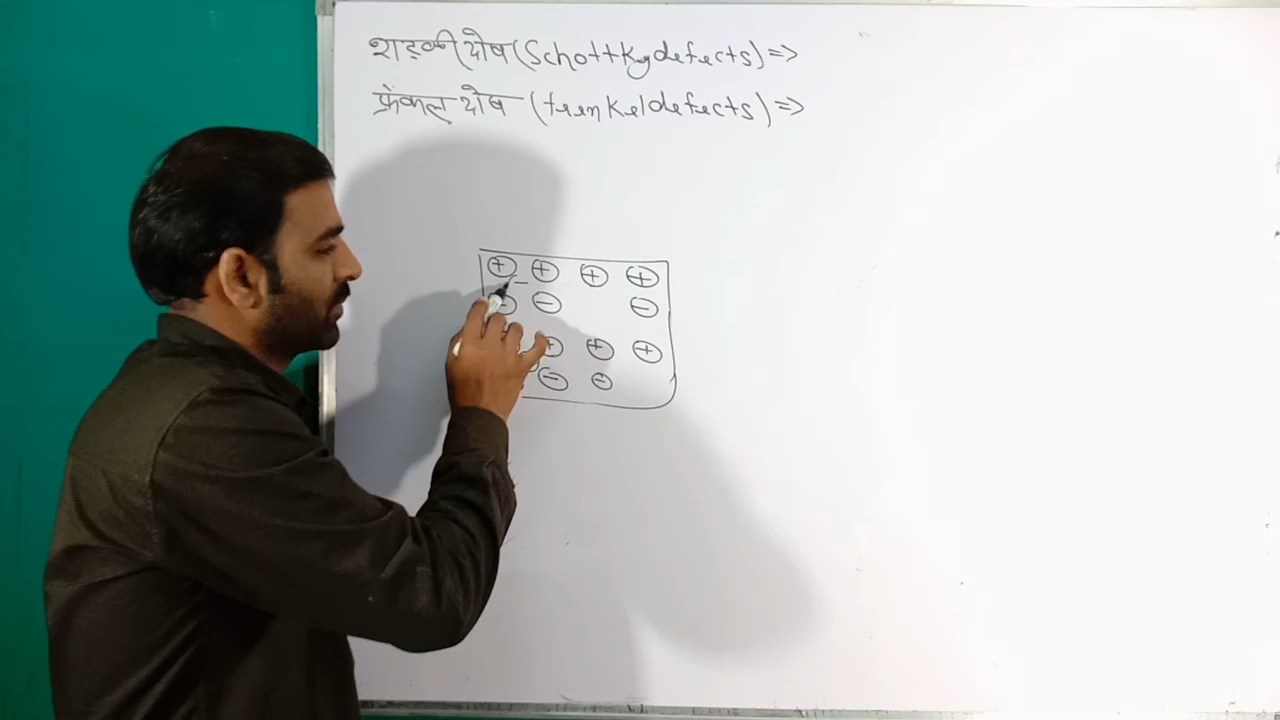 शाट्की दोष (Schottky defects) =>
फ्रेंकल दोष (frenkel defects) =>
+ + + +
- - -
+ + +
- -